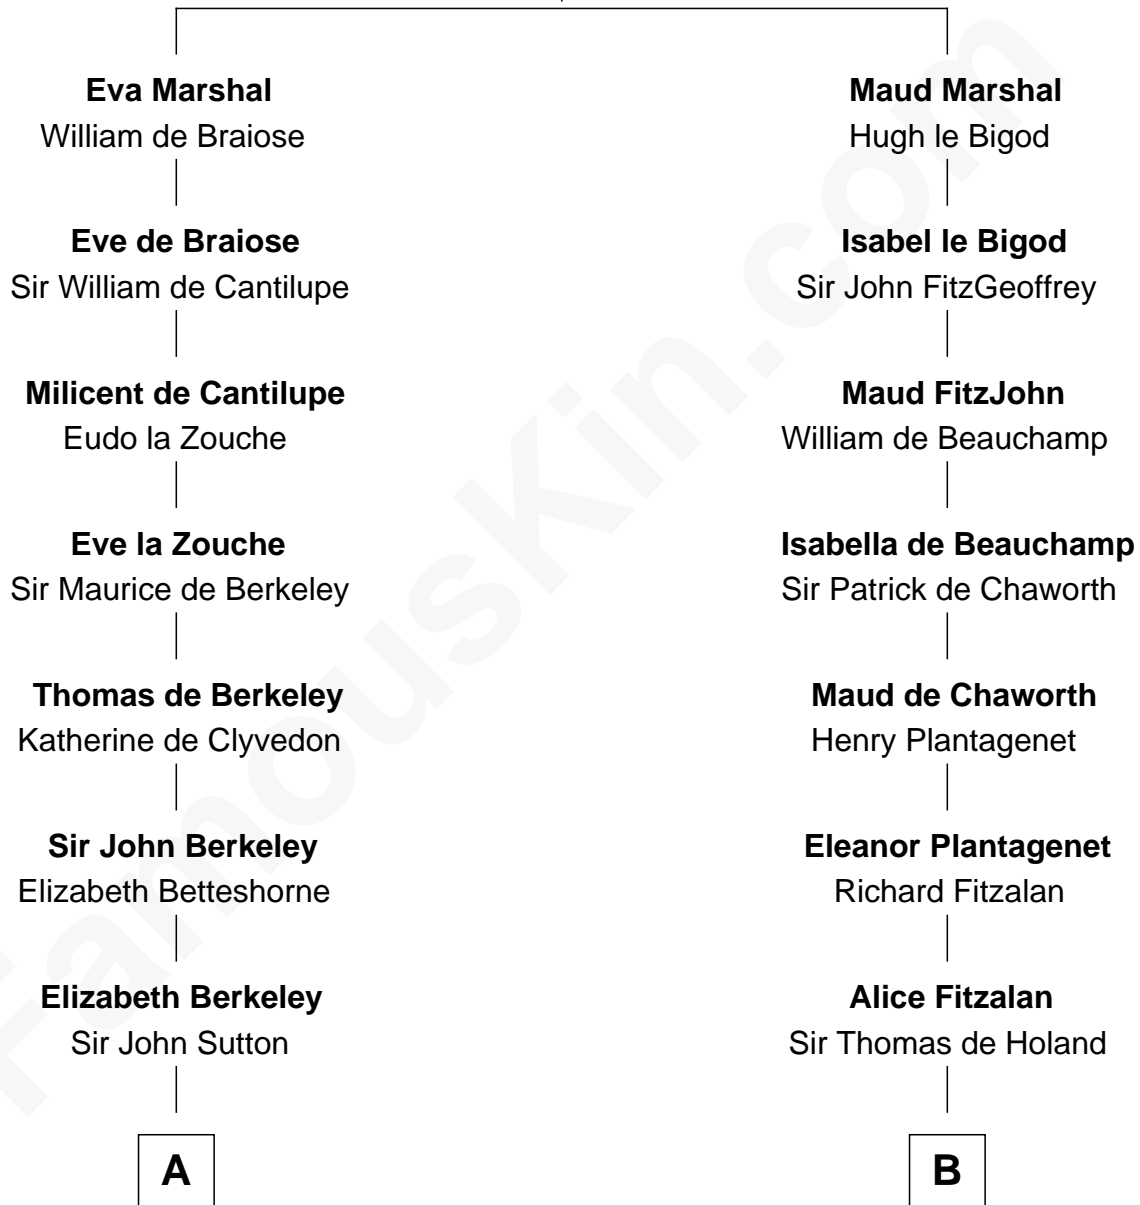 Eva Marshal
William de Braiose
Eve de Braiose
Sir William de Cantilupe
Milicent de Cantilupe
Eudo la Zouche
Eve la Zouche
Sir Maurice de Berkeley
Thomas de Berkeley
Katherine de Clyvedon
Sir John Berkeley
Elizabeth Betteshorne
Elizabeth Berkeley
Sir John Sutton
A
Maud Marshal
Hugh le Bigod
Isabel le Bigod
Sir John FitzGeoffrey
Maud FitzJohn
William de Beauchamp
Isabella de Beauchamp
Sir Patrick de Chaworth
Maud de Chaworth
Henry Plantagenet
Eleanor Plantagenet
Richard Fitzalan
Alice Fitzalan
Sir Thomas de Holand
B
FamousKin.com